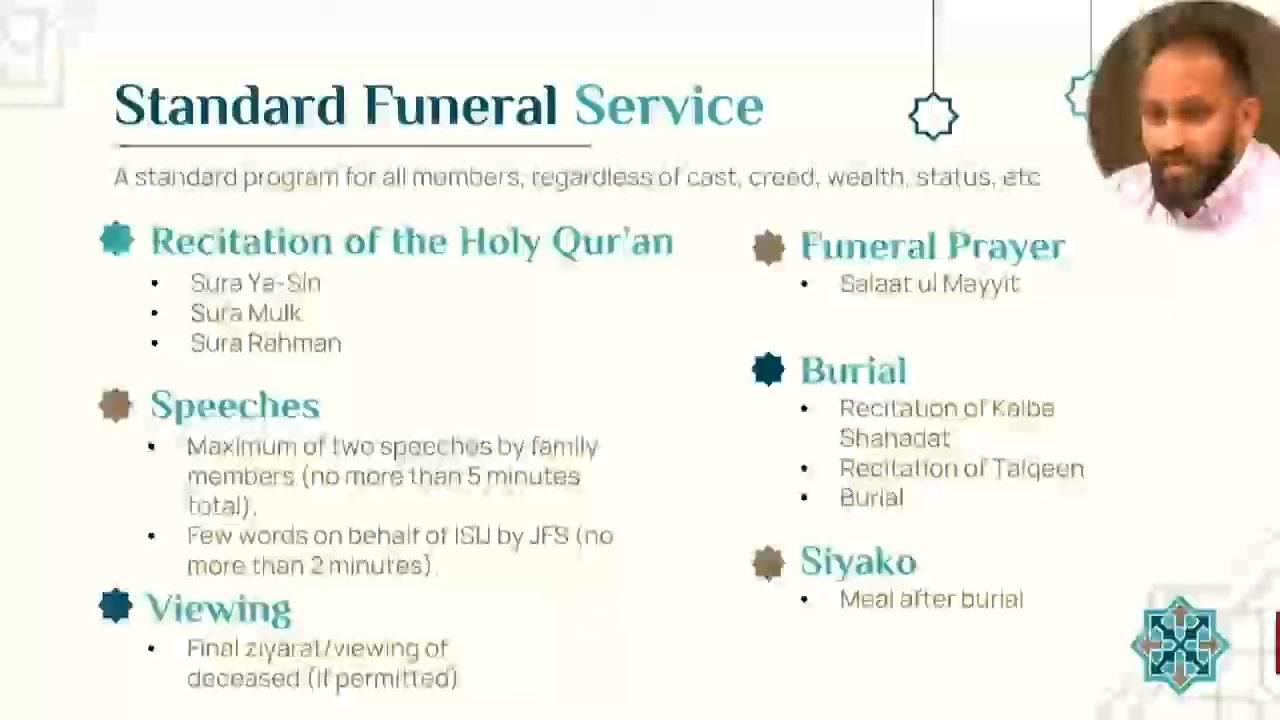 Standard Funeral Service
A standard program for all members, regardless of cast, creed, wealth, status, etc
Recitation of the Holy Qur'an
• Sura Ya-Sin
• Sura Mulk
• Sura Rahman
Speeches
• Maximum of two speeches by family
members (no more than 5 minutes
total).
• Few words on behalf of ISIJ by JFS (no
more than 2 minutes)
Viewing
• Final ziyarat/viewing of
deceased (if permitted)
Funeral Prayer
• Salaat ul Mayyit
Burial
• Recitation of Kalba
Shahadat
• Recitation of Talqeen
• Burial
Siyako
• Meal after burial